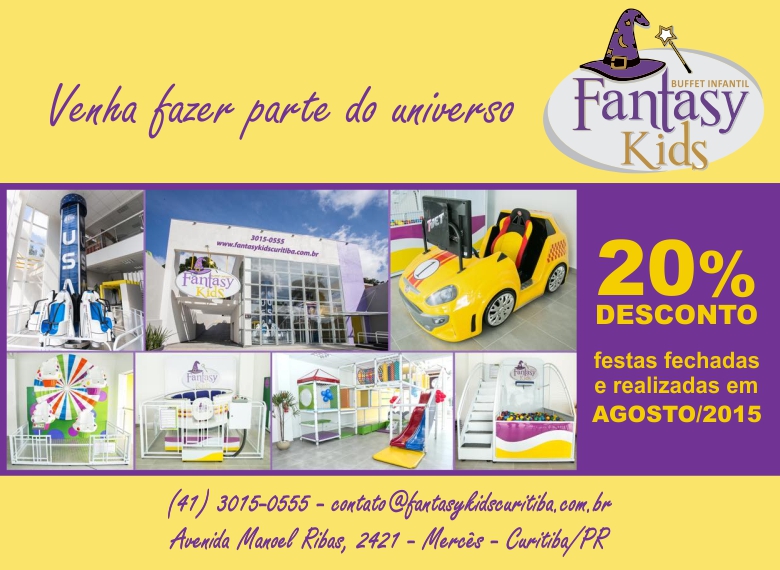 Venha fazer parte do universo
BUFFET INFANTIL
Fantasy
Kids
USA
3015-0555
www.fantasykidscuritiba.com.br
Fantasy
Kids
Fantasy
20%
DESCONTO
festas fechadas
e realizadas em
AGOSTO/2015
(41) 3015-0555 - contato@fantasykidscuritiba.com.br
Avenida Manoel Ribas, 2421 - Mercês - Curitiba/PR